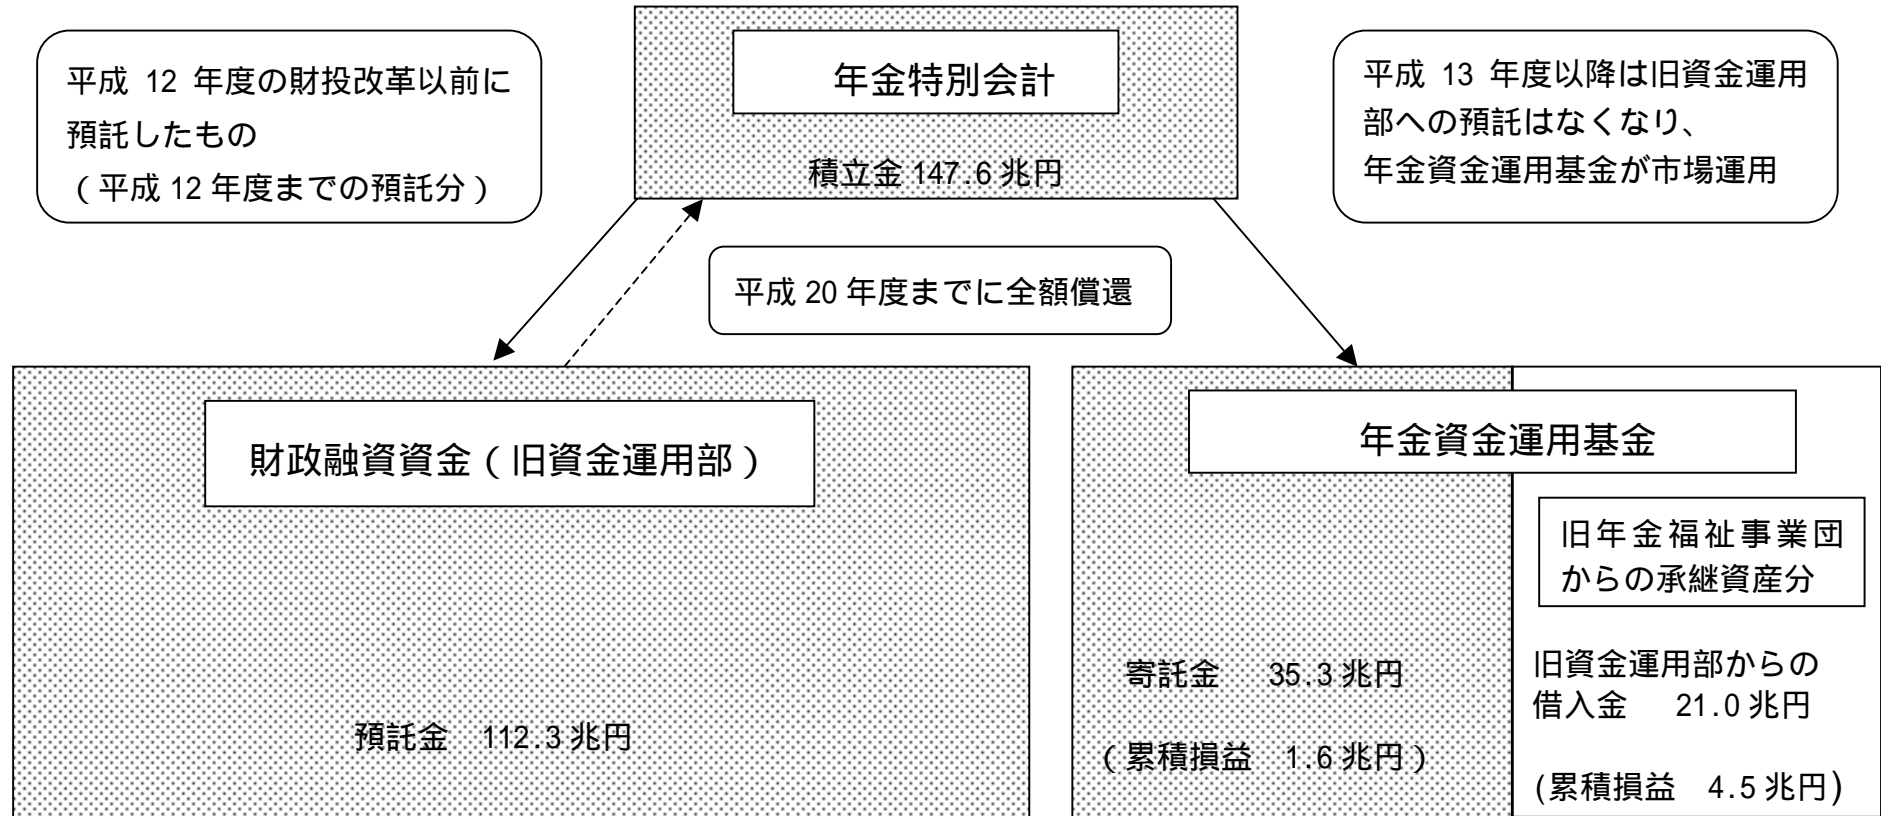 平成 12 年度の財投改革以前に
預託したもの
（平成 12 年度までの預託分）
年金特別会計
積立金 147.6 兆円
平成 13 年度以降は旧資金運用
部への預託はなくなり、
年金資金運用基金が市場運用
平成 20 年度までに全額償還
財政融資資金（旧資金運用部）
預託金 112.3 兆円
年金資金運用基金
寄託金 35.3 兆円
（累積損益 1.6 兆円）
旧年金福祉事業団
からの承継資産分
旧資金運用部からの
借入金 21.0 兆円
(累積損益 4.5 兆円)